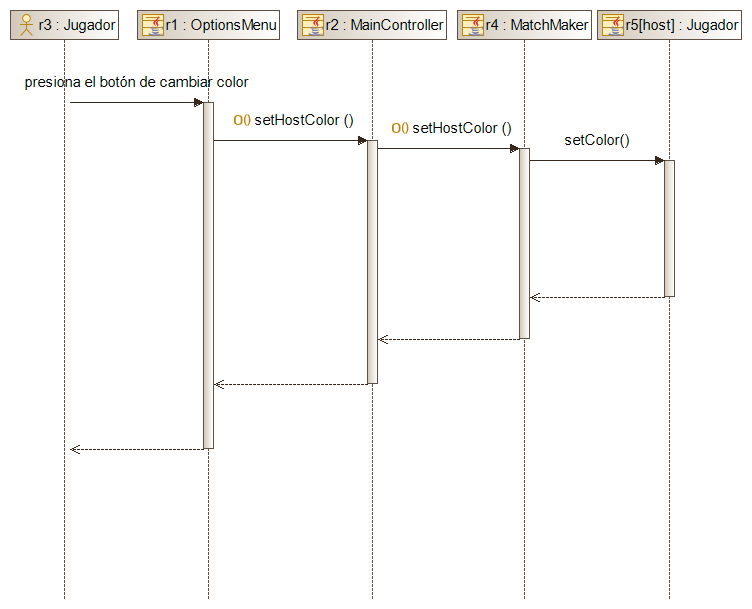 r3 : Jugador
r1 : OptionsMenu
r2 : MainController
r4 : MatchMaker
r5[host] : Jugador
presiona el botón de cambiar color
O() setHostColor ()
O() setHostColor ()
setColor()